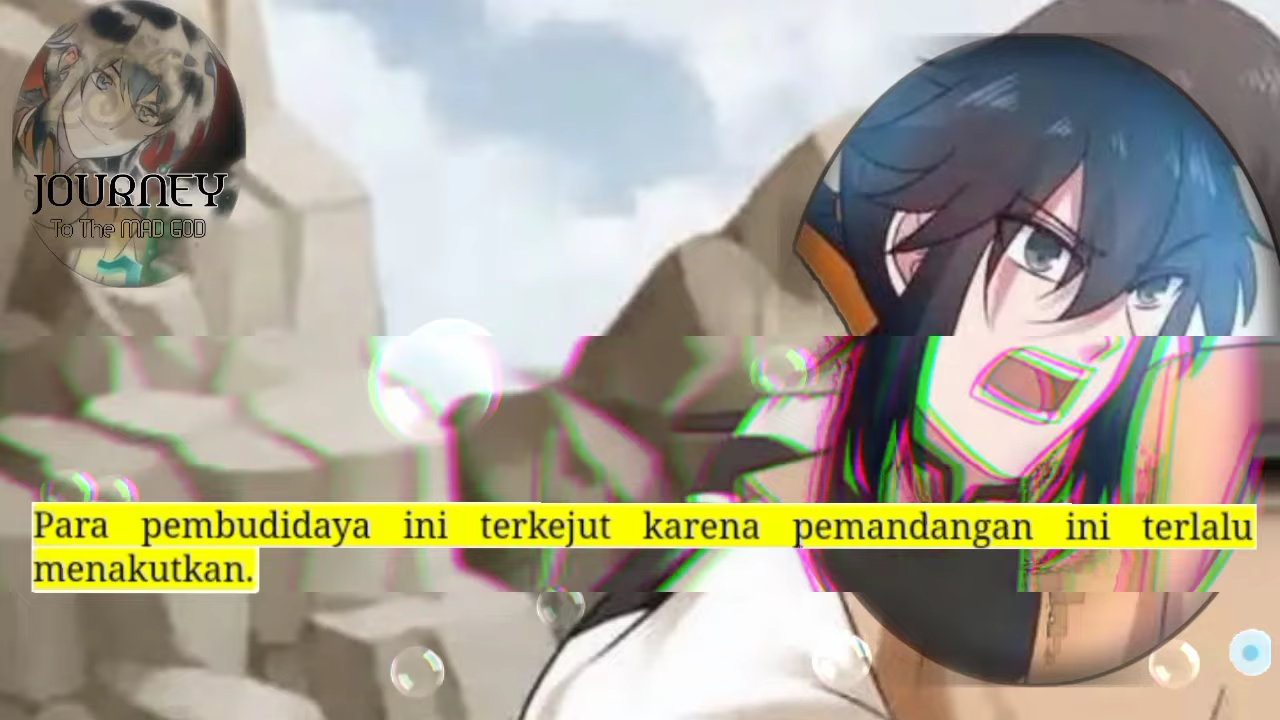 JOURNEY
To The MAD GOD
Para pembudidaya ini terkejut karena pemandangan ini terlalu
menakutkan.